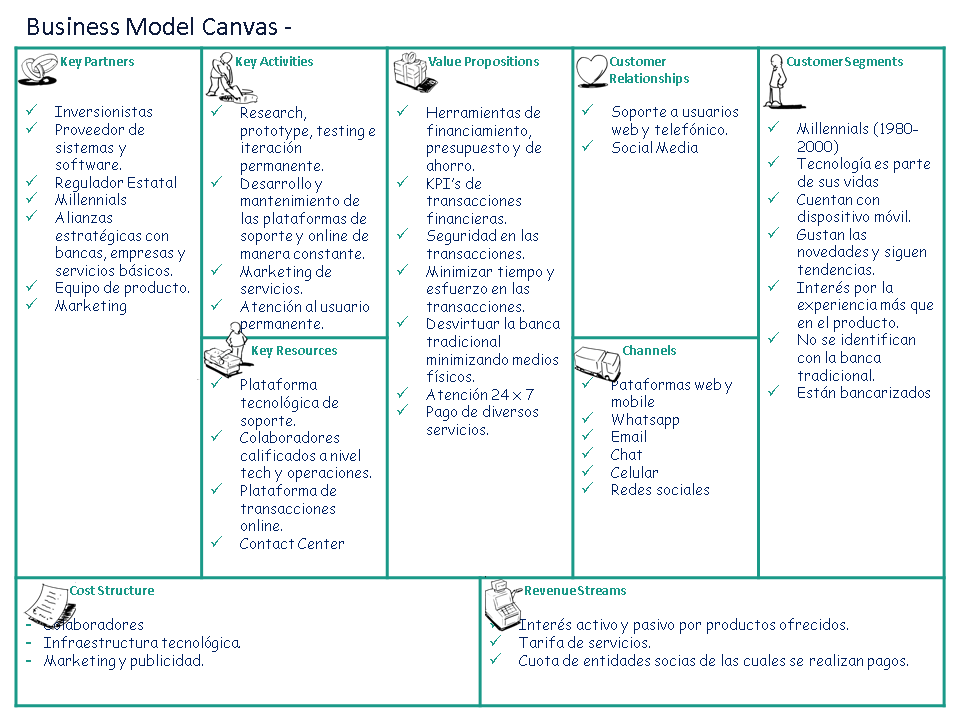 Business Model Canvas -
Key Partners
Inversionistas
Proveedor de
sistemas y
software.
Regulador Estatal
Millennials
Alianzas
estratégicas con
bancas, empresas y
servicios básicos.
Equipo de producto.
Marketing
Key Activities
Research,
prototype, testing e
iteración
permanente.
Desarrollo y
mantenimiento de
las plataformas de
soporte y online de
manera constante.
Marketing de
servicios.
Atención al usuario
permanente.
Key Resources
Plataforma
tecnológica de
soporte.
Colaboradores
calificados a nivel
tech y operaciones.
Plataforma de
transacciones
online.
Contact Center
Value Propositions
Herramientas de
financiamiento,
presupuesto y de
ahorro.
KPI's de
transacciones
financieras.
Seguridad en las
transacciones.
Minimizar tiempo y
esfuerzo en las
transacciones.
Desvirtuar la banca
tradicional
minimizando medios
físicos.
Atención 24 x 7
Pago de diversos
servicios.
Customer
Relationships
Soporte a usuarios
web y telefónico.
Social Media
Channels
Pataformas web y
mobile
Whatsapp
Email
Chat
Celular
Redes sociales
Customer Segments
Millennials (1980-
2000)
Tecnología es parte
de sus vidas
Cuentan con
dispositivo móvil.
Gustan las
novedades y siguen
tendencias.
Interés por la
experiencia más que
en el producto.
No se identifican
con la banca
tradicional.
Están bancarizados
Cost Structure
- Colaboradores
- Infraestructura tecnológica.
- Marketing y publicidad.
Revenue Streams
Interés activo y pasivo por productos ofrecidos.
Tarifa de servicios.
Cuota de entidades socias de las cuales se realizan pagos.